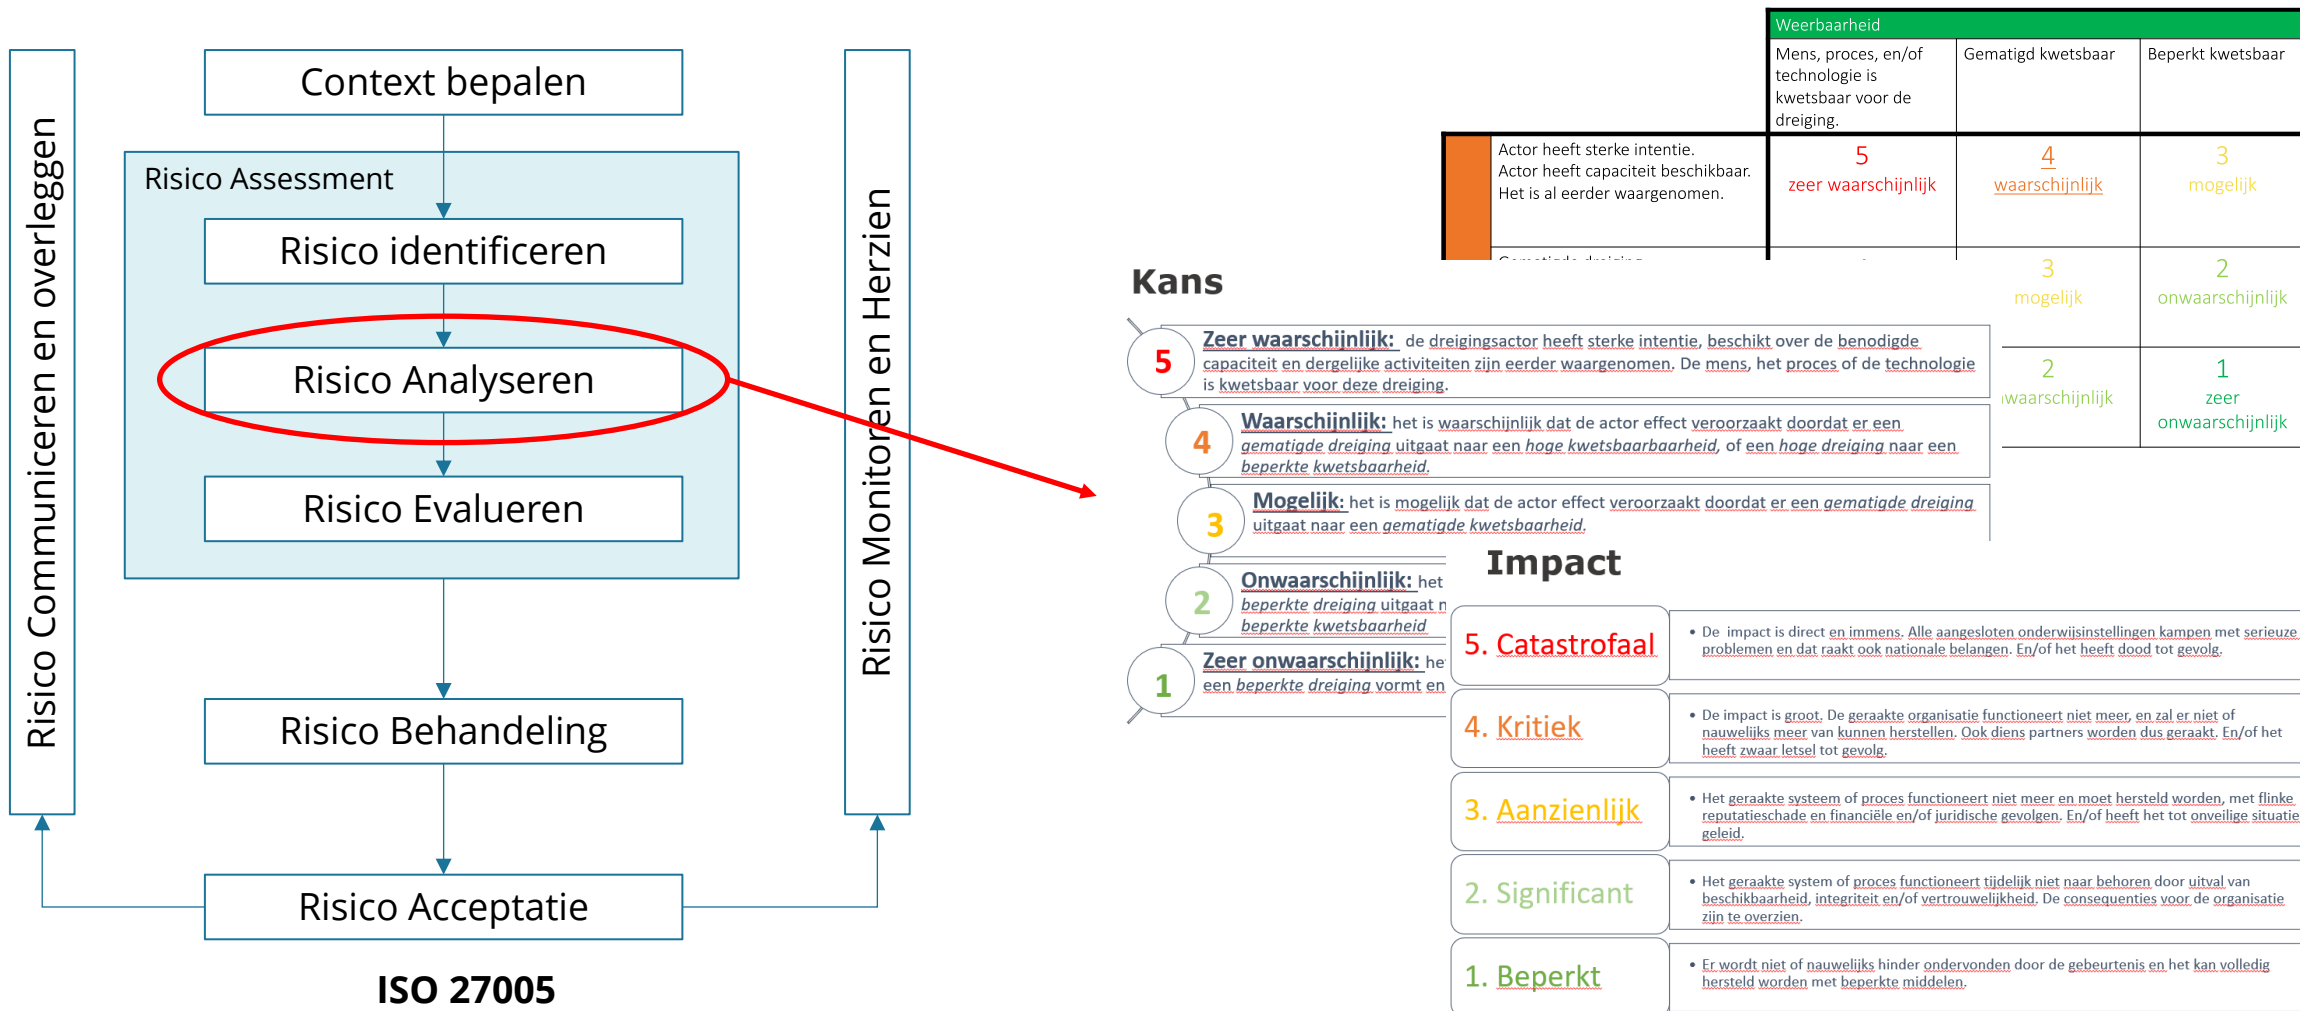 Risico Communiceren en overleggen
Context bepalen
Risico Assessment
Risico identificeren
Risico Analyseren
Risico Evalueren
Risico Behandeling
Risico Acceptatie
Risico Monitoren en Herzien
ISO 27005
Weerbaarheid
Mens, proces, en/of
technologie is
kwetsbaar voor de
dreiging.
Gematigd kwetsbaar
Beperkt kwetsbaar
Actor heeft sterke intentie.
Actor heeft capaciteit beschikbaar.
Het is al eerder waargenomen.
5
zeer waarschijnlijk
4
waarschijnlijk
3
mogelijk
3
mogelijk
2
onwaarschijnlijk
2
waarschijnlijk
1
zeer
onwaarschijnlijk
Kans
5
Zeer waarschijnlijk: de dreigingsactor heeft sterke intentie, beschikt over de benodigde
capaciteit en dergelijke activiteiten zijn eerder waargenomen. De mens, het proces of de technologie
is kwetsbaar voor deze dreiging.
4
Waarschijnlijk: het is waarschijnlijk dat de actor effect veroorzaakt doordat er een
gematigde dreiging uitgaat naar een hoge kwetsbaarbaarheid, of een hoge dreiging naar een
beperkte kwetsbaarheid.
3
Mogelijk: het is mogelijk dat de actor effect veroorzaakt doordat er een gematigde dreiging
uitgaat naar een gematigde kwetsbaarheid.
2
Onwaarschijnlijk: het
beperkte dreiging uitgaat
beperkte kwetsbaarheid
1
Zeer onwaarschijnlijk:
een beperkte dreiging vormt en
Impact
5. Catastrofaal
• De impact is direct en immens. Alle aangesloten onderwijsinstellingen kampen met serieuze
problemen en dat raakt ook nationale belangen. En/of het heeft dood tot gevolg.
4. Kritiek
• De impact is groot. De geraakte organisatie functioneert niet meer, en zal er niet of
nauwelijks meer van kunnen herstellen. Ook diens partners worden dus geraakt. En/of het
heeft zwaar letsel tot gevolg.
3. Aanzienlijk
• Het geraakte systeem of proces functioneert niet meer en moet hersteld worden, met flinke
reputatieschade en financiële en/of juridische gevolgen. En/of heeft het tot onveilige situatie
geleid.
2. Significant
• Het geraakte system of proces functioneert tijdelijk niet naar behoren door uitval van
beschikbaarheid, integriteit en/of vertrouwelijkheid. De consequenties voor de organisatie
zijn te overzien.
1. Beperkt
• Er wordt niet of nauwelijks hinder ondervonden door de gebeurtenis en het kan volledig
hersteld worden met beperkte middelen.